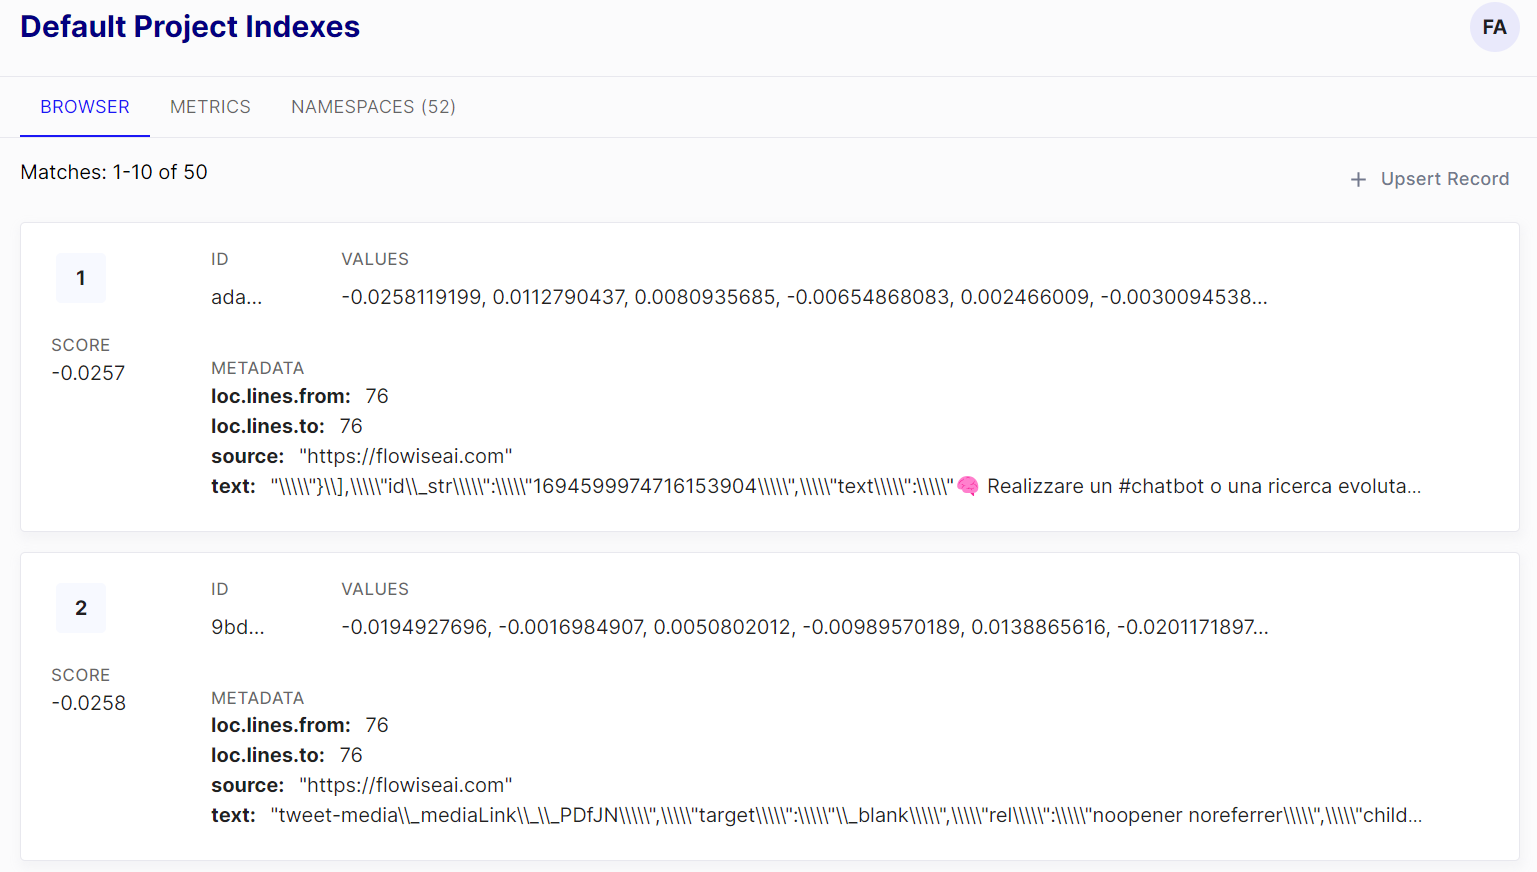 Default Project Indexes
FA
BROWSER METRICS NAMESPACES (52)
Matches: 1-10 of 50
+ Upsert Record
1
ID VALUES
ada... -0.0258119199, 0.0112790437, 0.0080935685, -0.00654868083, 0.002466009, -0.0030094538...
SCORE
-0.0257
METADATA
loc.lines.from: 76
loc.lines.to: 76
source: "https://flowiseai.com"
text: "\\\\\"}\\],\\\\\"id\\_str\\\\\":\\\\\"1694599974716153904\\\\\",\\\\\"text\\\\\":\\\\\"🧠 Realizzare un #chatbot o una ricerca evoluta...
2
ID VALUES
9bd... -0.0194927696, -0.0016984907, 0.0050802012, -0.00989570189, 0.0138865616, -0.0201171897...
SCORE
-0.0258
METADATA
loc.lines.from: 76
loc.lines.to: 76
source: "https://flowiseai.com"
text: "tweet-media\\_mediaLink\\_\\_PDfJN\\\\\",\\\\\"target\\\\\":\\\\\"\\_blank\\\\\",\\\\\"rel\\\\\":\\\\\"noopener noreferrer\\\\\",\\\\\"child...